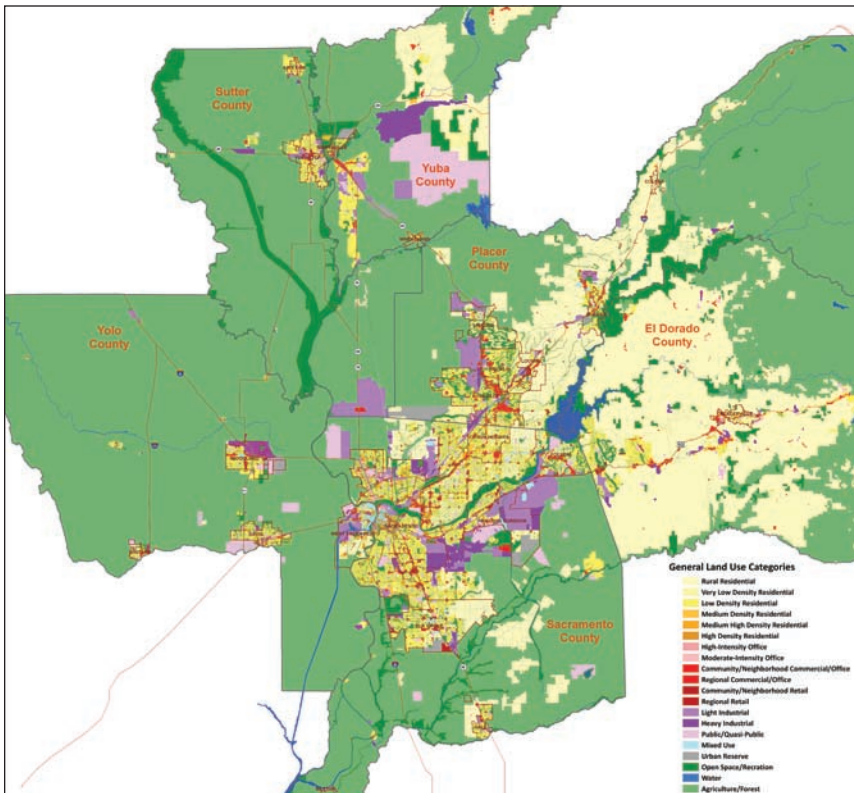 Sutter
County
Yuba
County
Placer
County
Yolo
County
El Dorado
County
Sacramento
County
General Land Use Categories
Rural Residential
Very Low Density Residential
Low Density Residential
Medium Density Residential
Medium High Density Residential
High Density Residential
High-Intensity Office
Moderate-Intensity Office
Community/Neighborhood Commercial/Office
Regional Commercial/Office
Community/Neighborhood Retail
Regional Retail
Light Industrial
Heavy Industrial
Public/Quasi-Public
Mixed Use
Urban Reserve
Open Space/Recration
Water
Agriculture/Forest